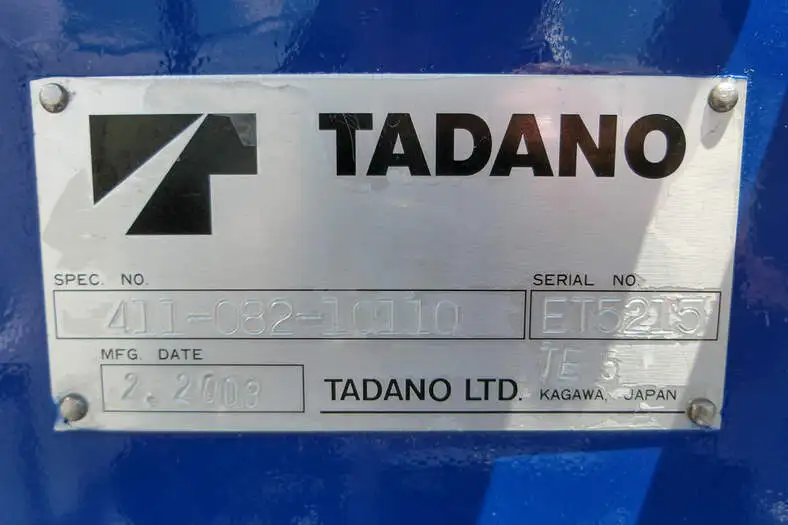 TADANO
SPEC. NO.
411-082-10110
SERIAL NO.
ET5215
MFG. DATE
2.2003
TADANO LTD.
KAGAWA, JAPAN